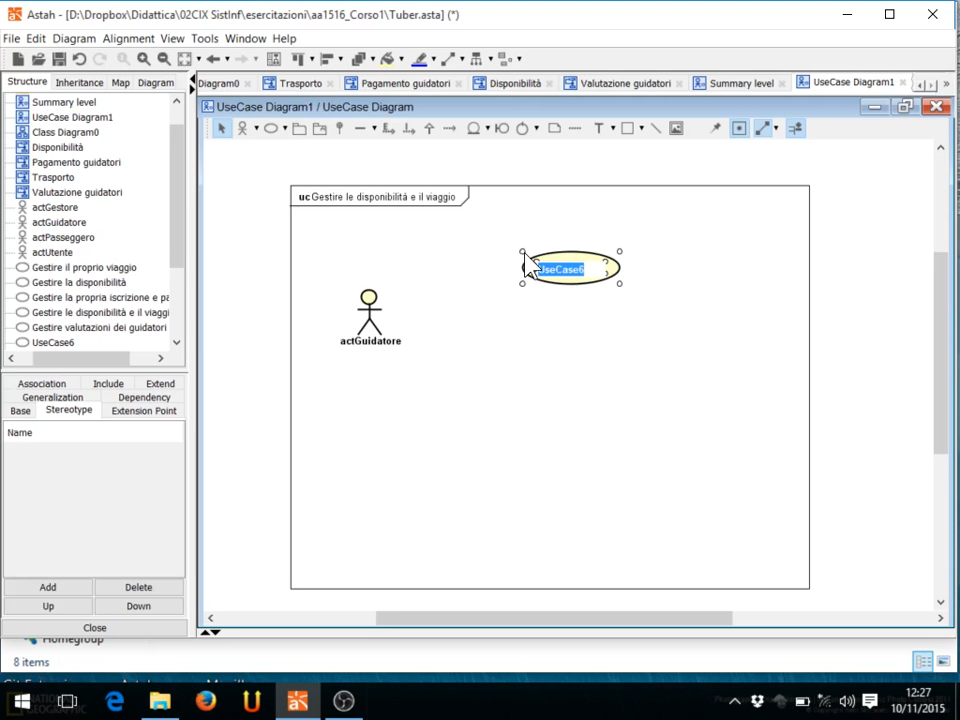 Astah - [D:\Dropbox\Didattica\02CIX SistInf\esercitazioni\aa1516_Corso1\Tuber.asta] (*)
File Edit Diagram Alignment View Tools Window Help
Structure Inheritance Map Diagram
Diagram0 Trasporto Pagamento guidatori Disponibilità Valutazione guidatori Summary level UseCase Diagram1
UseCase Diagram1 / UseCase Diagram
Summary level
UseCase Diagram1
Class Diagram0
Disponibilità
Pagamento guidatori
Trasporto
Valutazione guidatori
actGestore
actGuidatore
actPasseggero
actUtente
Gestire il proprio viaggio
Gestire la disponibilità
Gestire la propria iscrizione e pa
Gestire le disponibilità e il viaggi
Gestire valutazioni dei guidatori
UseCase6
uc Gestire le disponibilità e il viaggio
UseCase6
actGuidatore
Association Include Extend
Generalization Dependency
Base Stereotype Extension Point
Name
Add Delete
Up Down
Close
Homegroup
8 items
12:27
10/11/2015